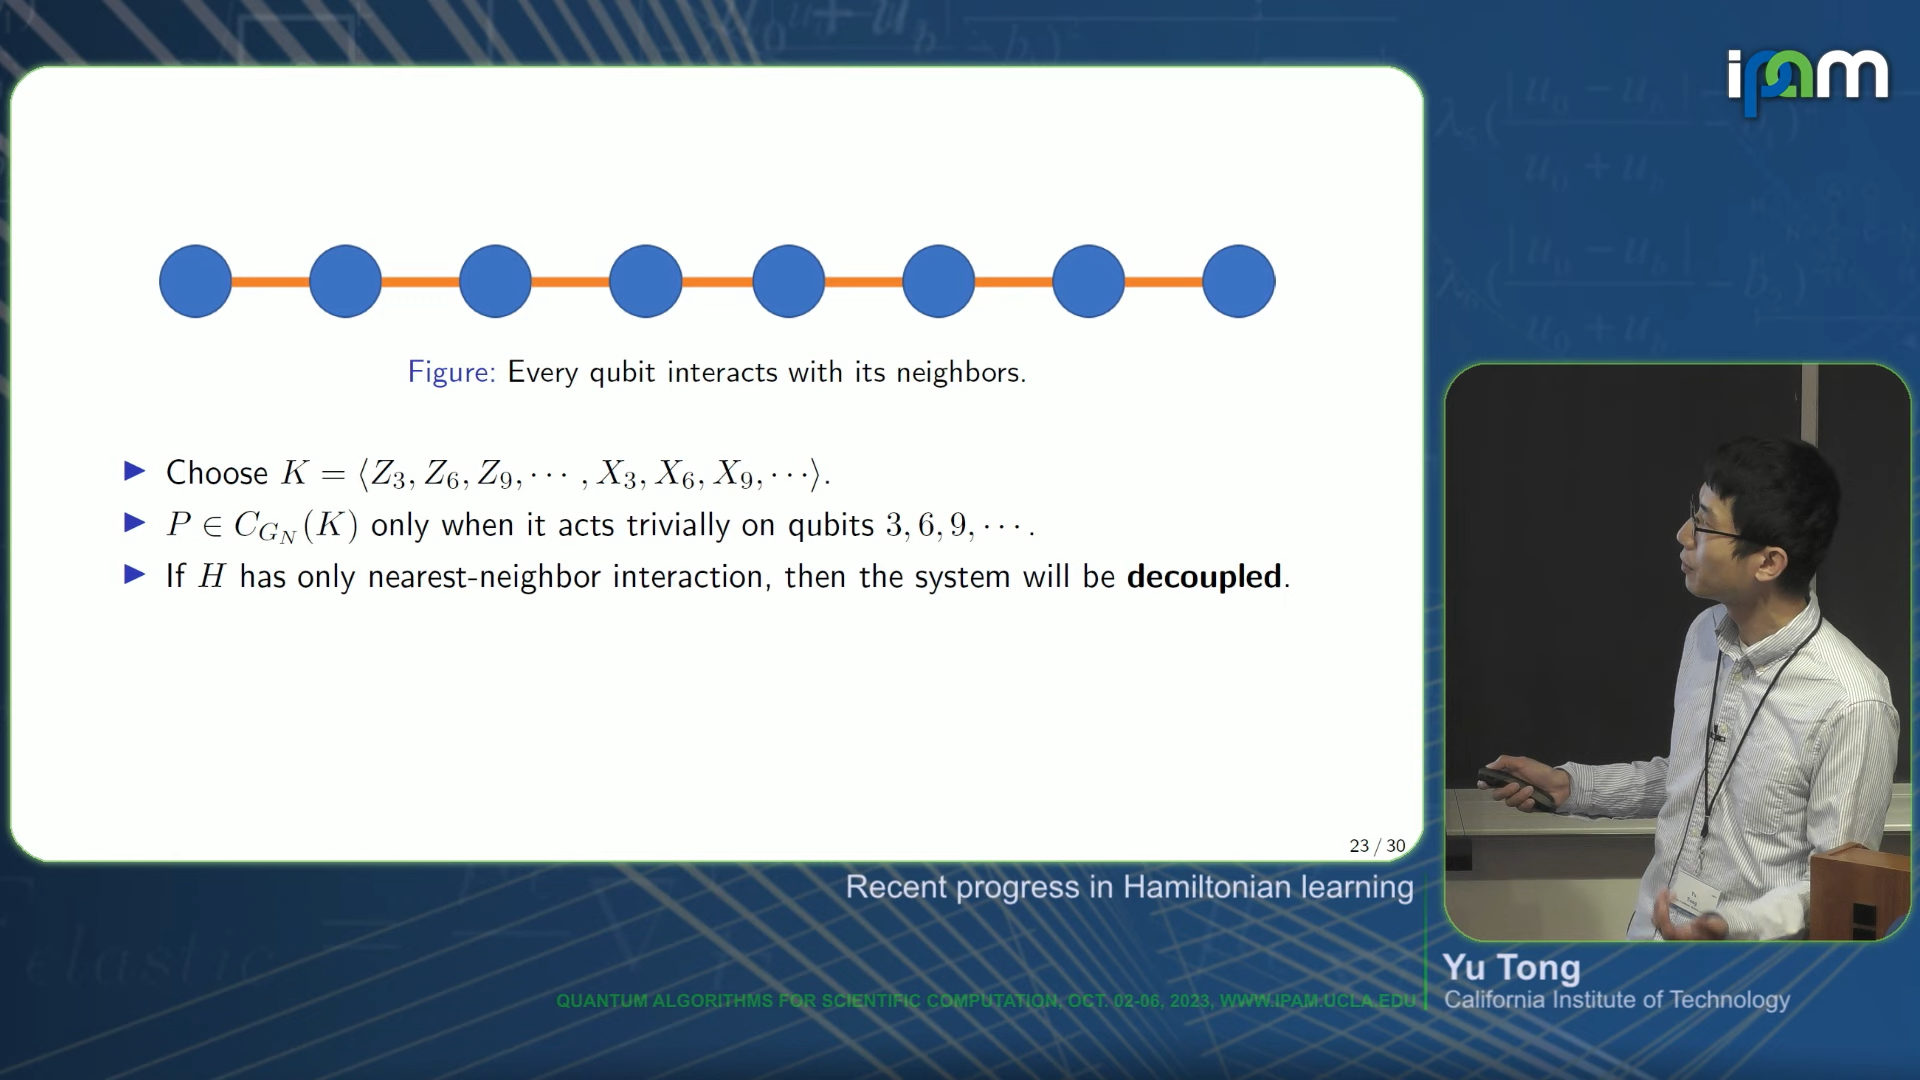 ipam
Figure: Every qubit interacts with its neighbors.
▶ Choose K = ⟨Z₃, Z₆, Z₉, ⋯ , X₃, X₆, X₉, ⋯⟩.
▶ P ∈ C_{G_N}(K) only when it acts trivially on qubits 3, 6, 9, ⋯ .
▶ If H has only nearest-neighbor interaction, then the system will be decoupled.
23 / 30
Recent progress in Hamiltonian learning
Yu Tong
California Institute of Technology
QUANTUM ALGORITHMS FOR SCIENTIFIC COMPUTATION, OCT. 02-06, 2023, WWW.IPAM.UCLA.EDU